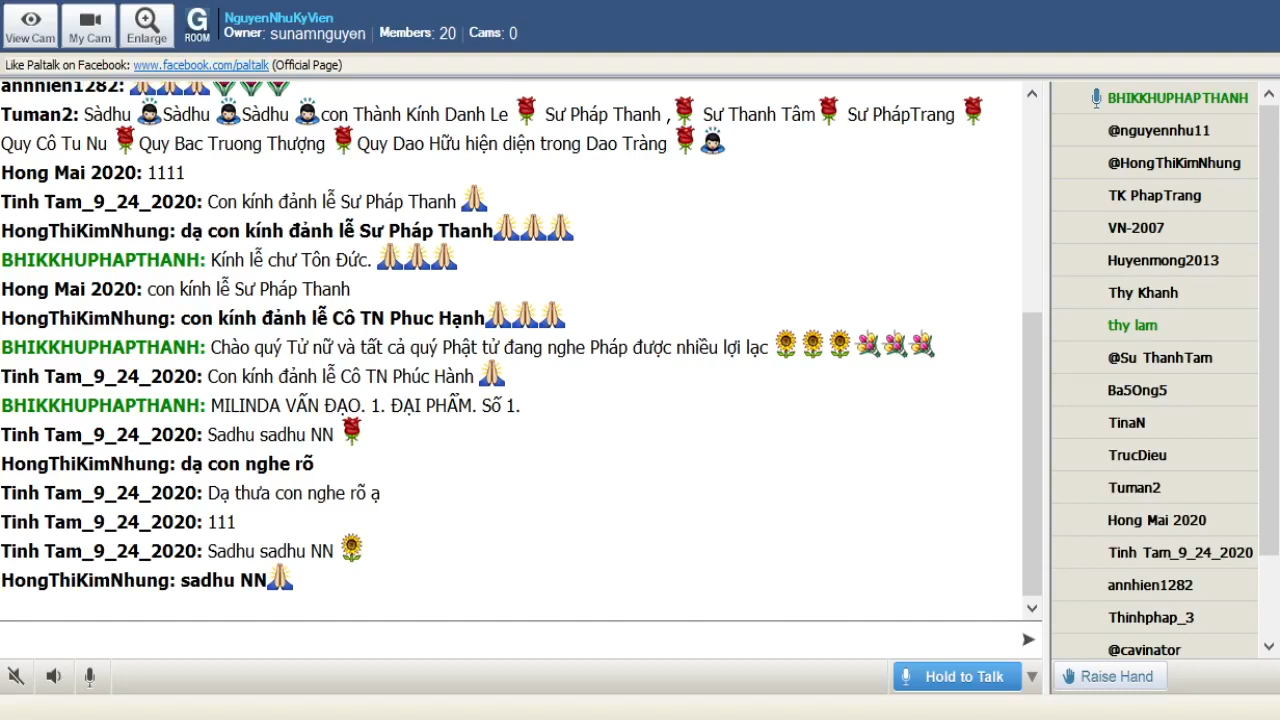 View Cam
My Cam
Enlarge
G
ROOM
NguyenNhuKyVien
Owner: sunamnguyen | Members: 20 | Cams: 0
Like Paltalk on Facebook: www.facebook.com/paltalk (Official Page)
annhien1282:
Tuman2: Sàdhu Sàdhu Sàdhu con Thành Kính Danh Le Sư Pháp Thanh , Sư Thanh Tâm Sư PhápTrang
Quy Cô Tu Nu Quy Bac Truong Thượng Quy Dao Hữu hiện diện trong Dao Tràng
Hong Mai 2020: 1111
Tinh Tam_9_24_2020: Con kính đảnh lễ Sư Pháp Thanh
HongThiKimNhung: dạ con kính đảnh lễ Sư Pháp Thanh
BHIKKHUPHAPTHANH: Kính lễ chư Tôn Đức.
Hong Mai 2020: con kính lễ Sư Pháp Thanh
HongThiKimNhung: con kính đảnh lễ Cô TN Phuc Hạnh
BHIKKHUPHAPTHANH: Chào quý Tử nữ và tất cả quý Phật tử đang nghe Pháp được nhiều lợi lạc
Tinh Tam_9_24_2020: Con kính đảnh lễ Cô TN Phúc Hành
BHIKKHUPHAPTHANH: MILINDA VẤN ĐẠO. 1. ĐẠI PHẨM. Số 1.
Tinh Tam_9_24_2020: Sadhu sadhu NN
HongThiKimNhung: dạ con nghe rõ
Tinh Tam_9_24_2020: Dạ thưa con nghe rõ ạ
Tinh Tam_9_24_2020: 111
Tinh Tam_9_24_2020: Sadhu sadhu NN
HongThiKimNhung: sadhu NN
Hold to Talk
BHIKKHUPHAPTHANH
@nguyennhu11
@HongThiKimNhung
TK PhapTrang
VN-2007
Huyenmong2013
Thy Khanh
thy lam
@Su ThanhTam
Ba5Ong5
TinaN
TrucDieu
Tuman2
Hong Mai 2020
Tinh Tam_9_24_2020
annhien1282
Thinhphap_3
@cavinator
Raise Hand